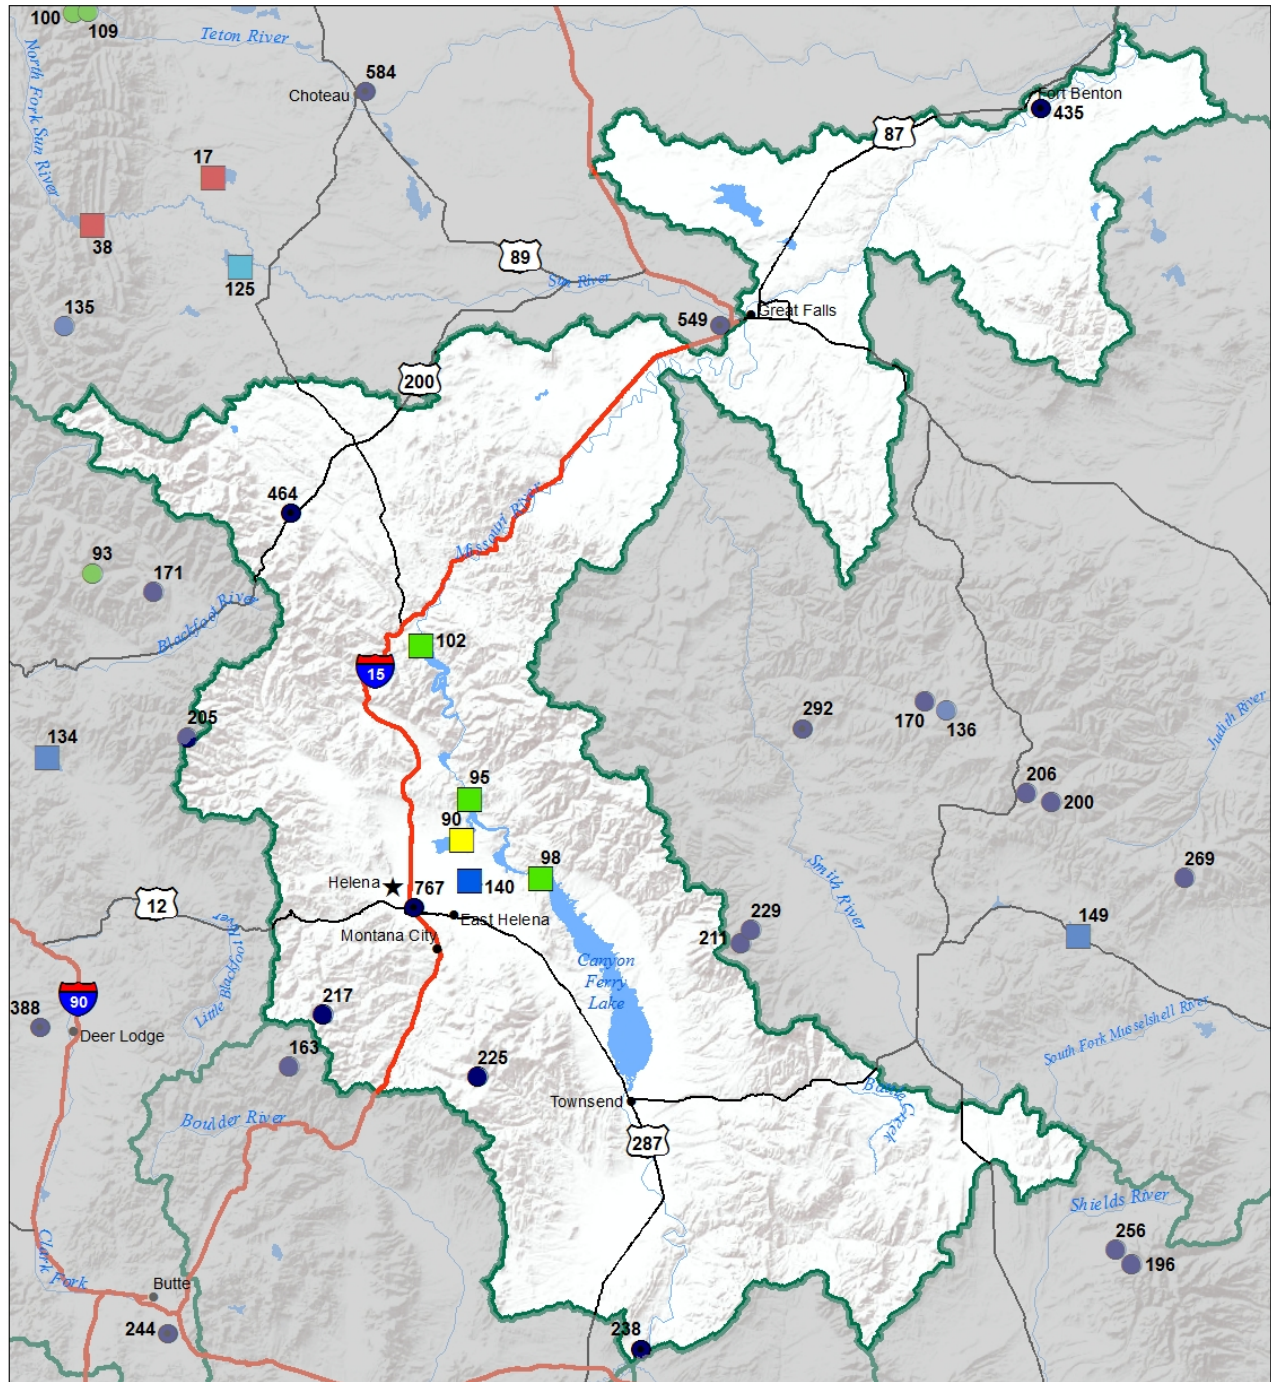 100
109
Teton River
North Fork Sun River
584
Choteau
Fort Benton
435
87
17
38
125
89
Sun River
135
549
Great Falls
200
464
Missouri River
93
171
Blackfoot River
102
15
205
134
292
170
136
Judith River
206
200
95
90
98
140
Helena
767
East Helena
Montana City
12
Little Blackfoot River
Smith River
269
149
229
211
Canyon
Ferry
Lake
90
388
Deer Lodge
217
163
225
South Fork Musselshell River
Townsend
Battle Creek
Boulder River
287
Shields River
256
196
Clark Fork
Butte
244
238